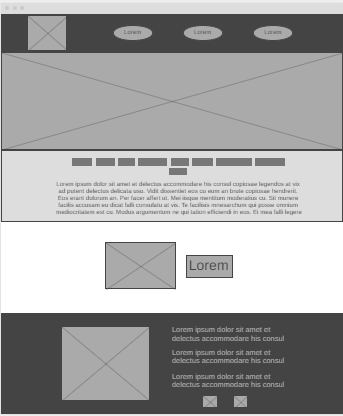 Lorem Lorem Lorem
Lorem ipsum dolor sit amet et delectus accommodare his consul copiosae legendos at vix
ad putent delectus delicata usu. Vidit dissentiet eos cu eum an brute copiosae hendrerit.
Eos erant dolorum an. Per facer affert ut. Mei iisque mentitum moderatius cu. Sit munere
facilis accusam eu dicat falli consulatu at vis. Te facilisis mnesarchum qui posse omnium
mediocritatem est cu. Modus argumentum ne qui tation efficiendi in eos. Ei mea falli legere
Lorem
Lorem ipsum dolor sit amet et
delectus accommodare his consul
Lorem ipsum dolor sit amet et
delectus accommodare his consul
Lorem ipsum dolor sit amet et
delectus accommodare his consul